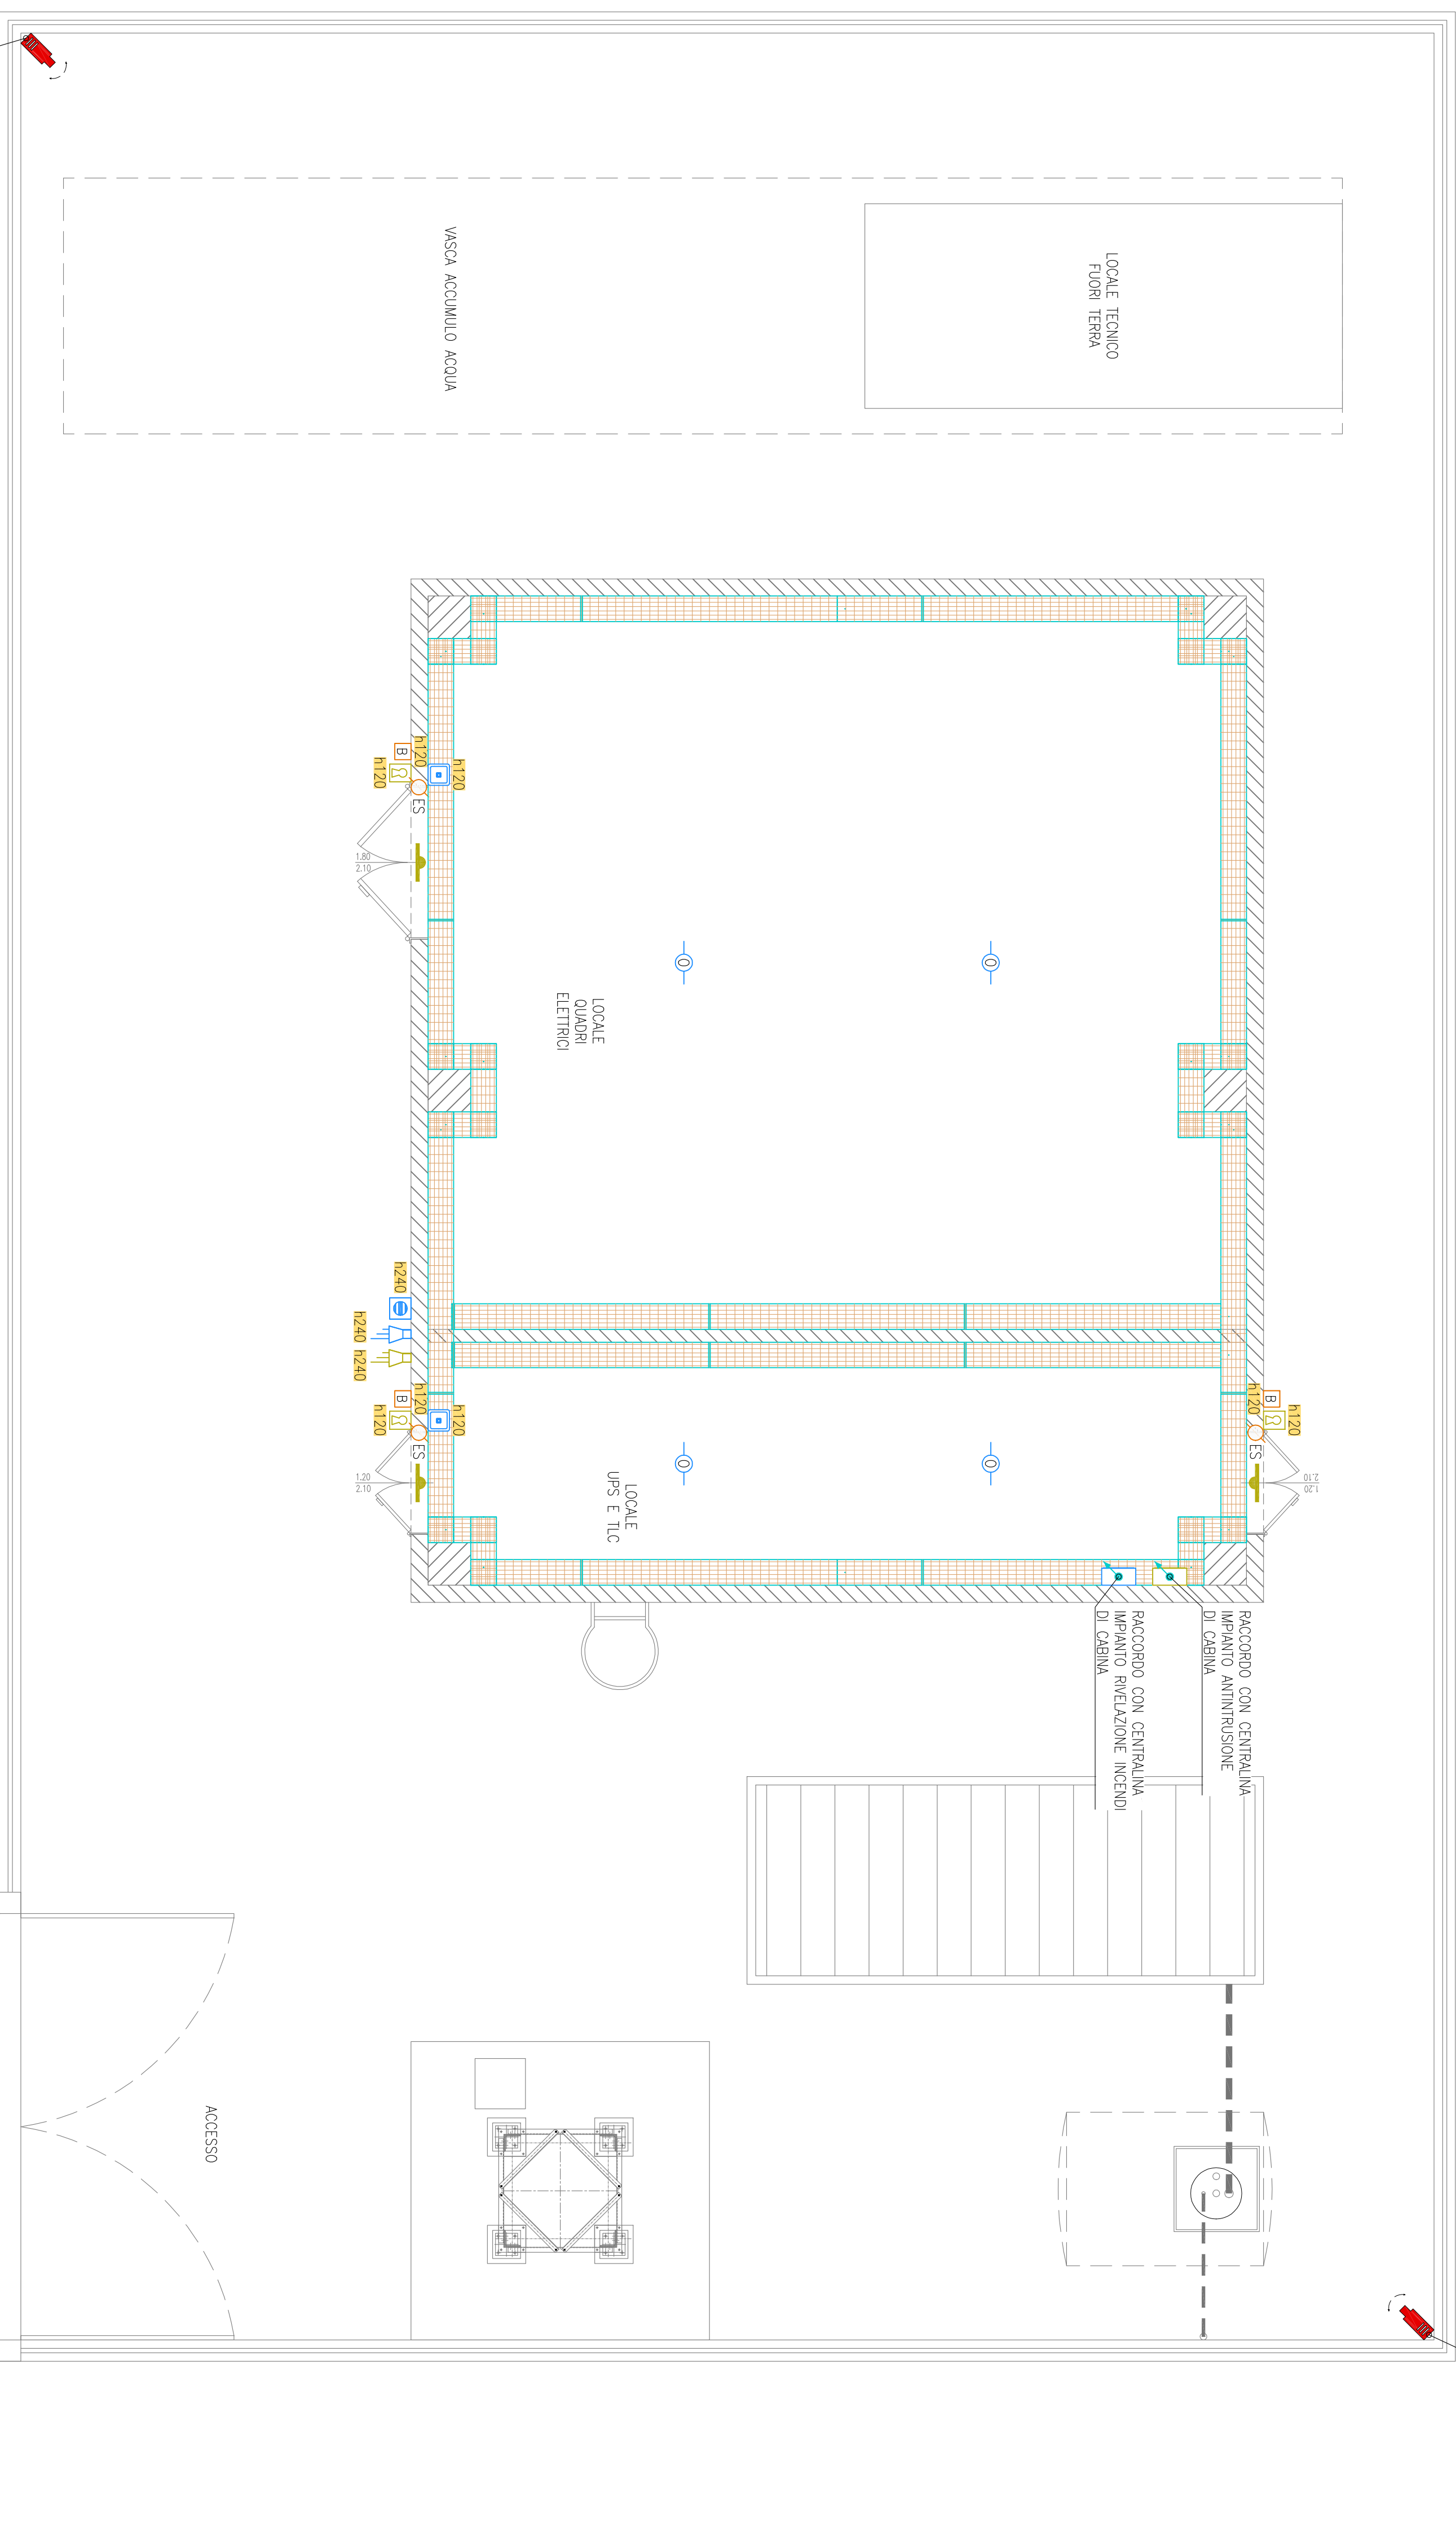 LOCALE TECNICO
FUORI TERRA
VASCA ACCUMULO ACQUA
h120
B
h120
h120
ES
1.80
2.10
O
O
LOCALE
QUADRI
ELETTRICI
h240
h240
h240
h120
B
h120
h120
ES
1.20
2.10
B
h120
h120
ES
1.20
2.10
O
O
LOCALE
UPS E TLC
RACCORDO CON CENTRALINA
IMPIANTO ANTINTRUSIONE
DI CABINA
RACCORDO CON CENTRALINA
IMPIANTO RIVELAZIONE INCENDI
DI CABINA
ACCESSO